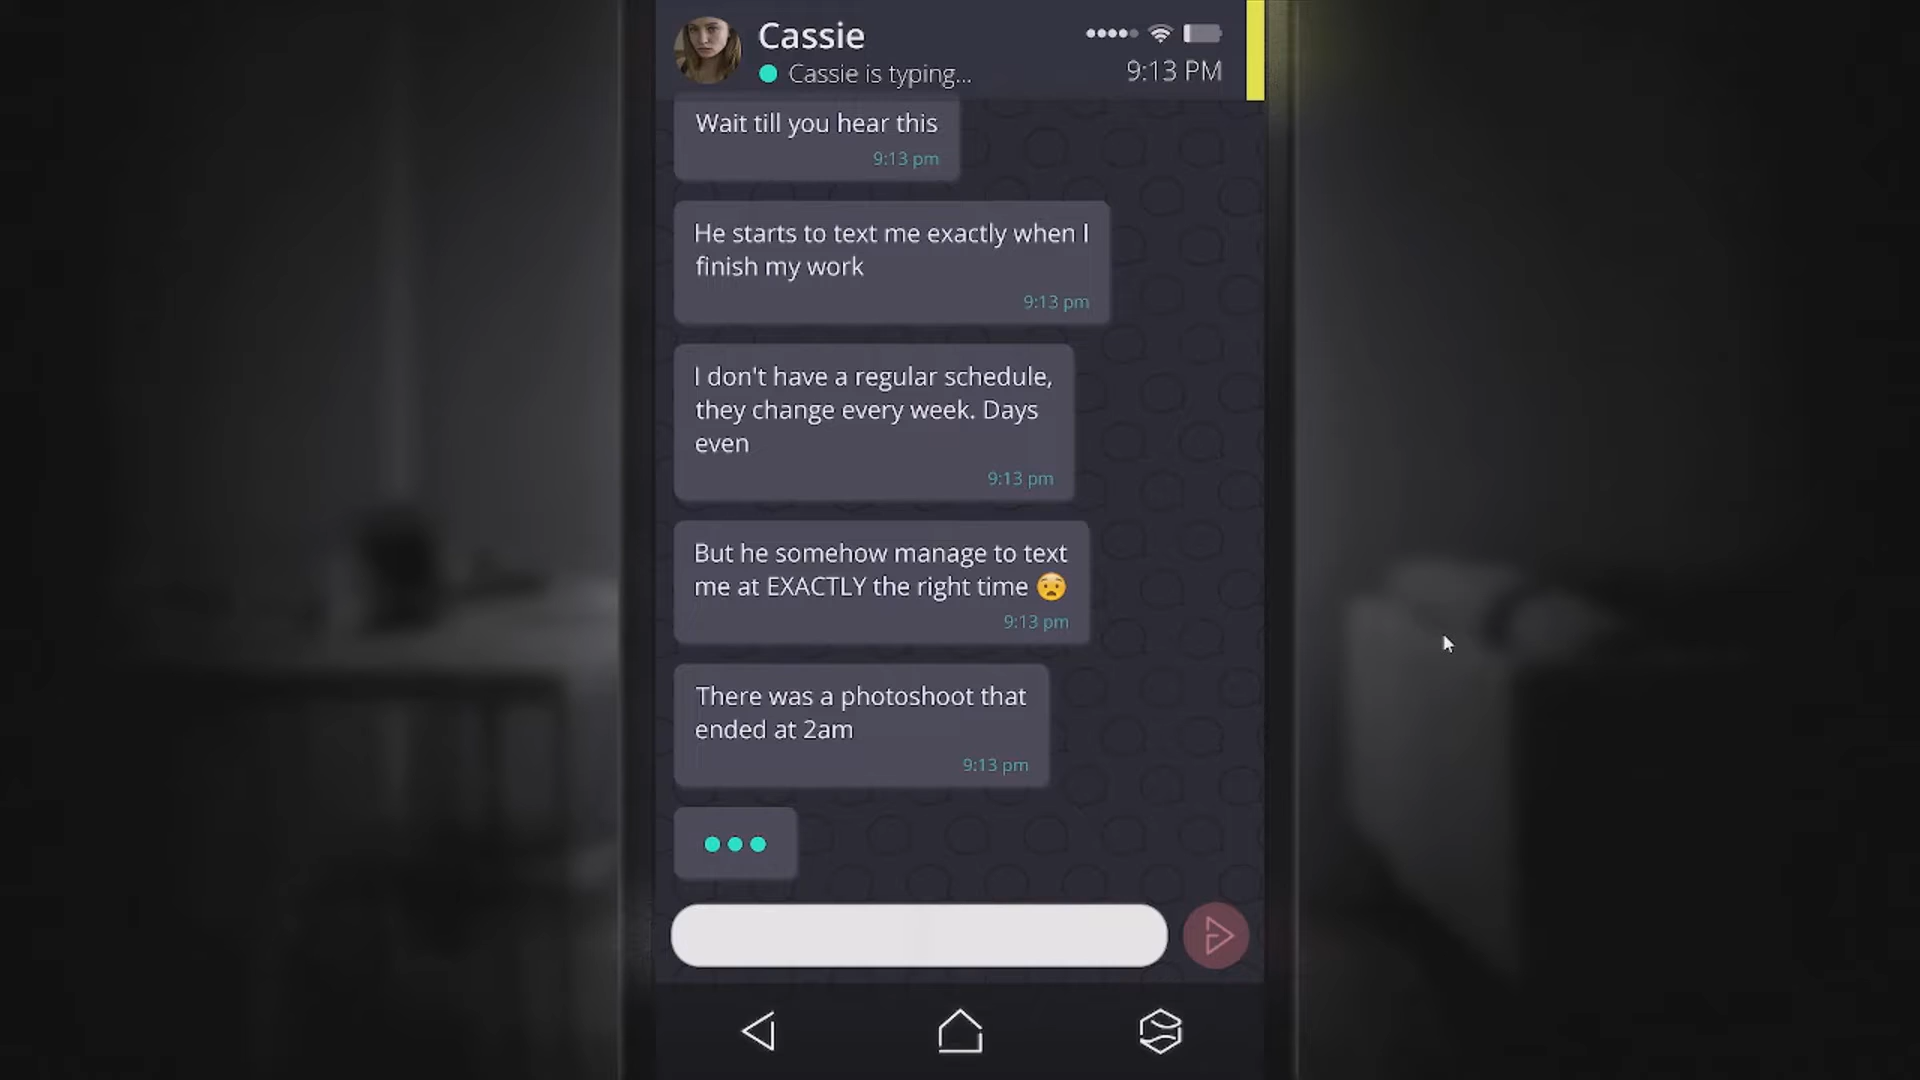 Cassie
Cassie is typing...
9:13 PM
Wait till you hear this
9:13 pm
He starts to text me exactly when I
finish my work
9:13 pm
I don't have a regular schedule,
they change every week. Days
even
9:13 pm
But he somehow manage to text
me at EXACTLY the right time 😧
9:13 pm
There was a photoshoot that
ended at 2am
9:13 pm